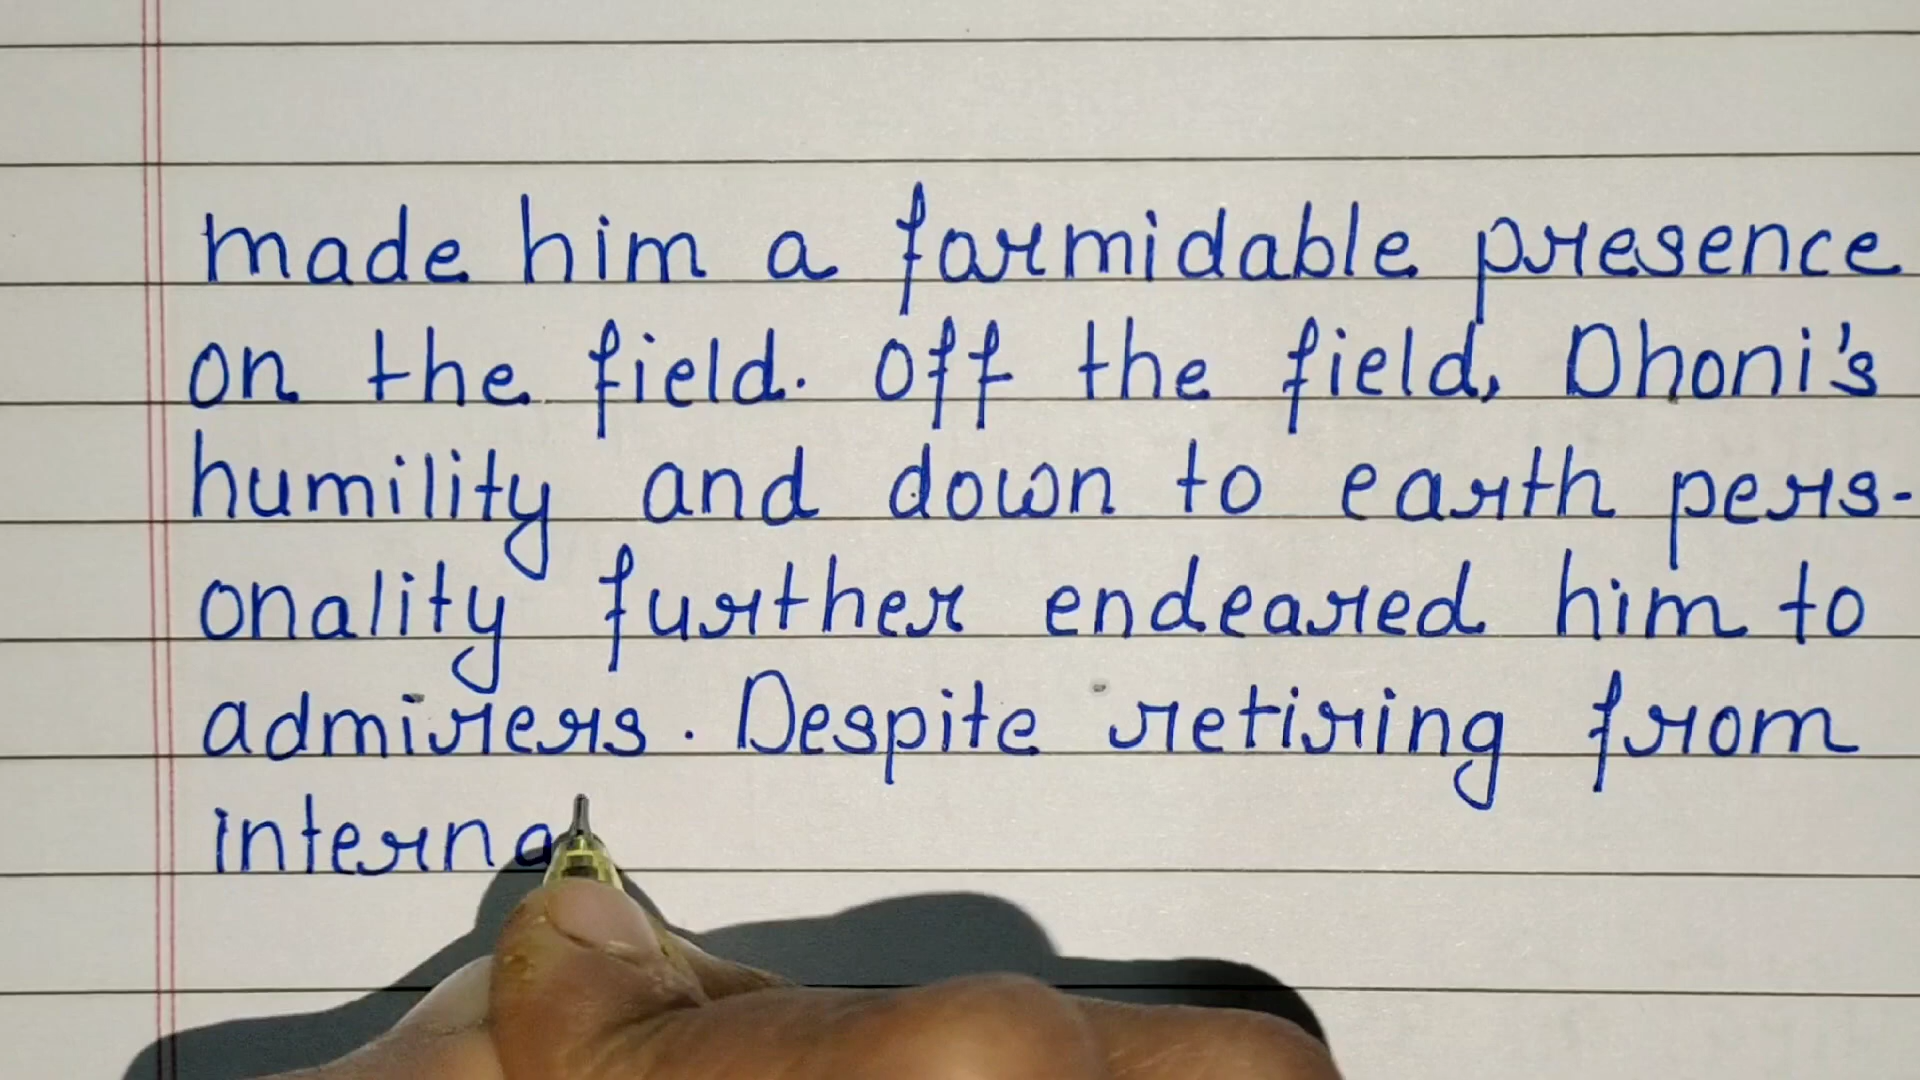 made him a formidable presence
on the field. Off the field, Dhoni's
humility and down to earth pers-
onality further endeared him to
admirers. Despite retiring from
interna